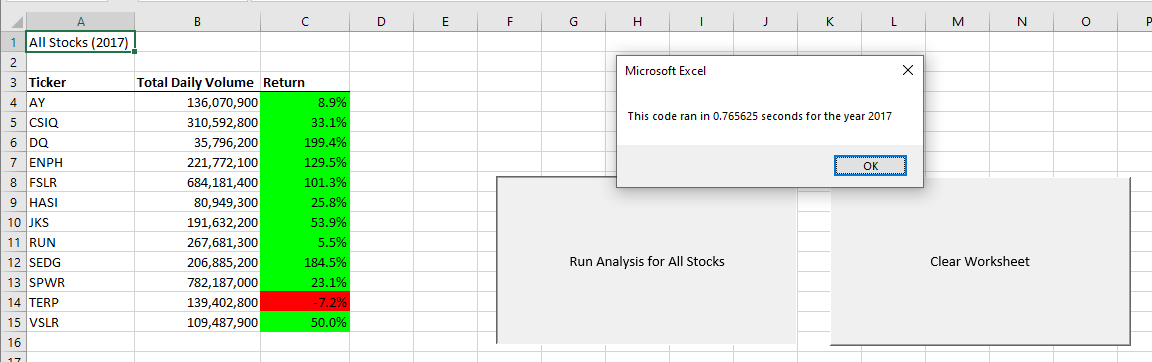 A B C D E F G H I J K L M N O P
1 All Stocks (2017)
2
3 Ticker Total Daily Volume Return
4 AY 136,070,900 8.9%
5 CSIQ 310,592,800 33.1%
6 DQ 35,796,200 199.4%
7 ENPH 221,772,100 129.5%
8 FSLR 684,181,400 101.3%
9 HASI 80,949,300 25.8%
10 JKS 191,632,200 53.9%
11 RUN 267,681,300 5.5%
12 SEDG 206,885,200 184.5%
13 SPWR 782,187,000 23.1%
14 TERP 139,402,800 -7.2%
15 VSLR 109,487,900 50.0%
16
17
Microsoft Excel
This code ran in 0.765625 seconds for the year 2017
OK
Run Analysis for All Stocks
Clear Worksheet